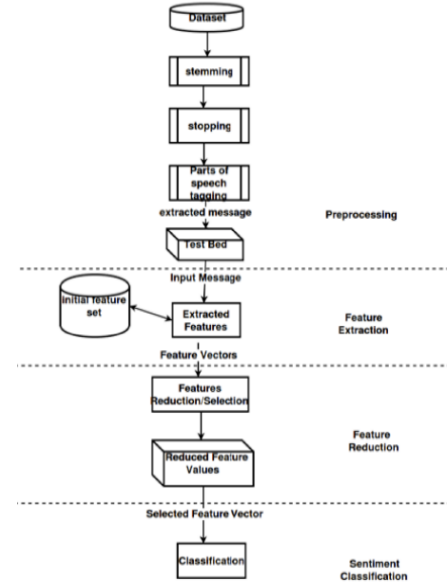 Dataset
stemming
stopping
Parts of
speech
tagging
extracted message
Preprocessing
Test Bed
Input Message
Initial feature
set
Extracted
Features
Feature
Extraction
Feature Vectors
Features
Reduction/Selection
Feature
Reduction
Reduced Feature
Values
Selected Feature Vector
Classification
Sentiment
Classification